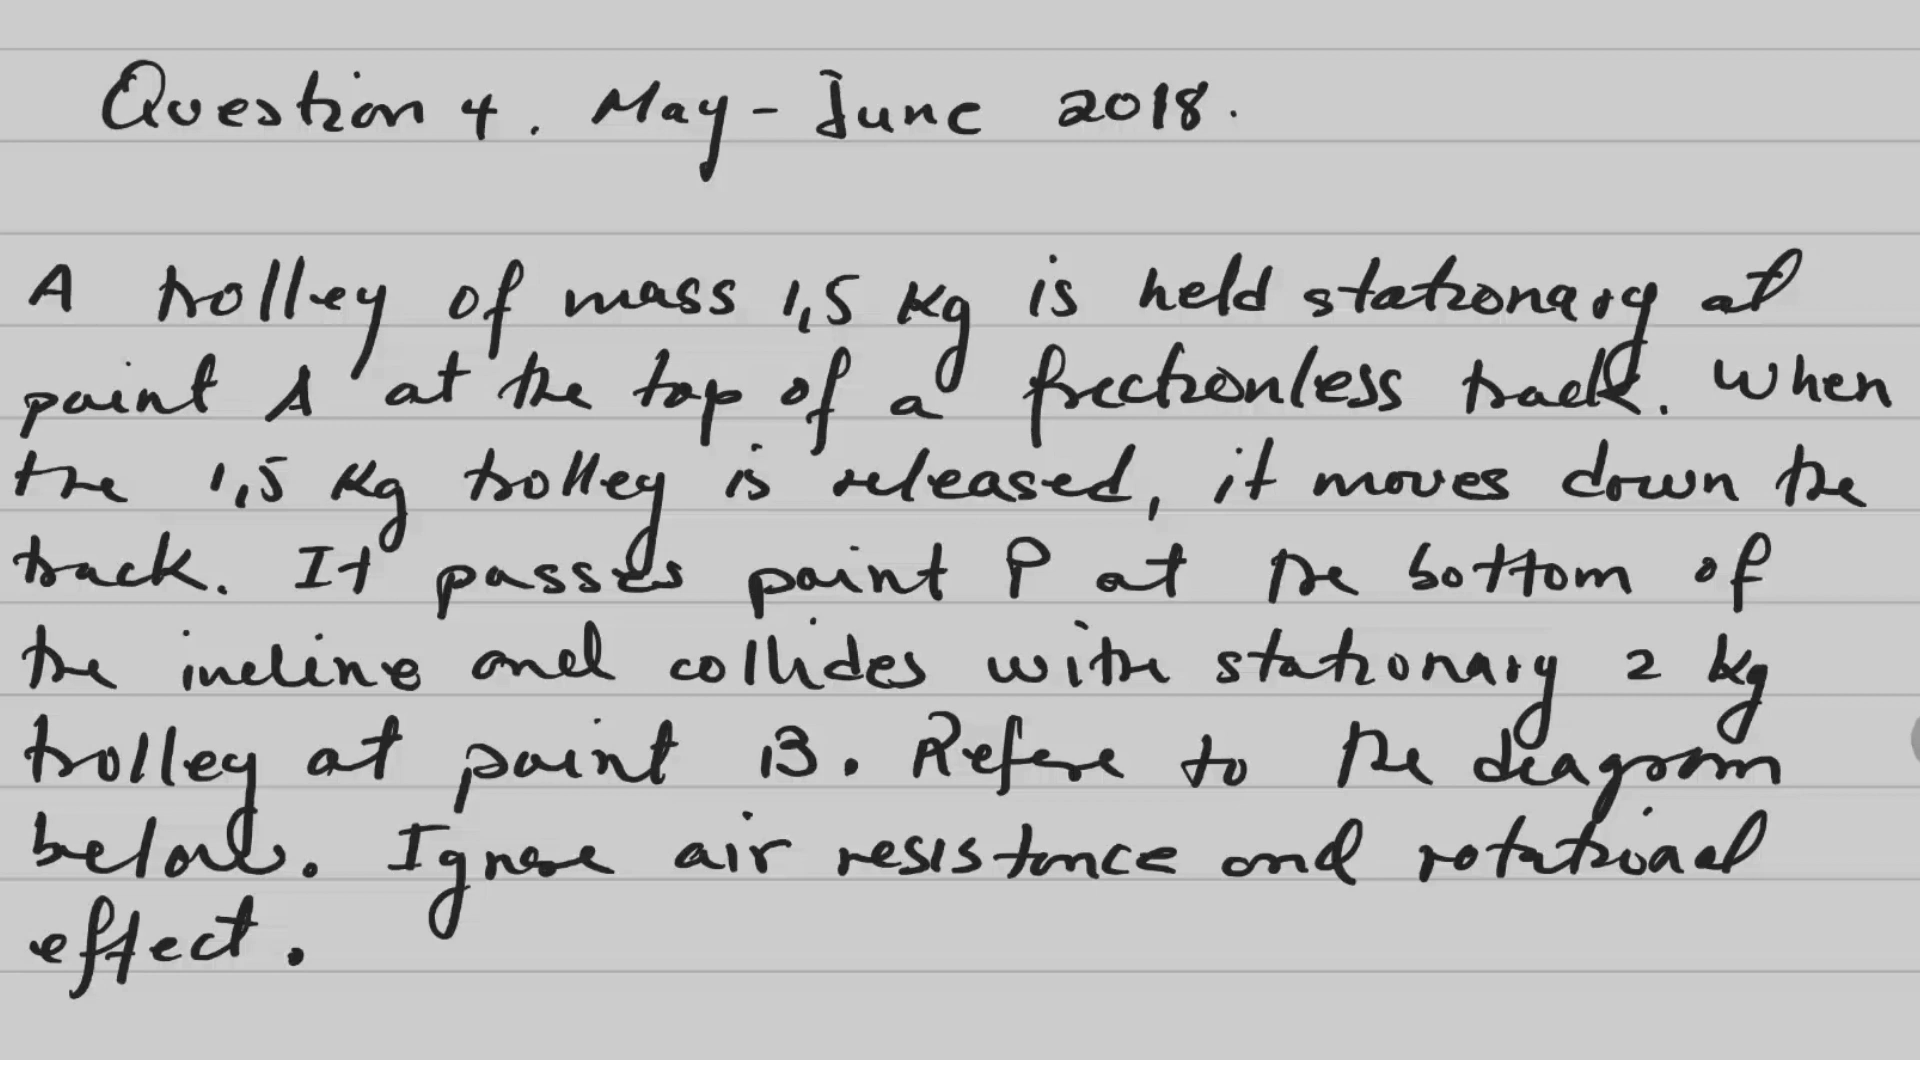 Question 4. May - June 2018.
A trolley of mass 1,5 kg is held stationary at
point A at the top of a frictionless track. When
the 1,5 kg trolley is released, it moves down the
track. It passes point P at the bottom of
the incline and collides with stationary 2 kg
trolley at point B. Refere to the diagram
below. Ignore air resistance and rotational
effect.